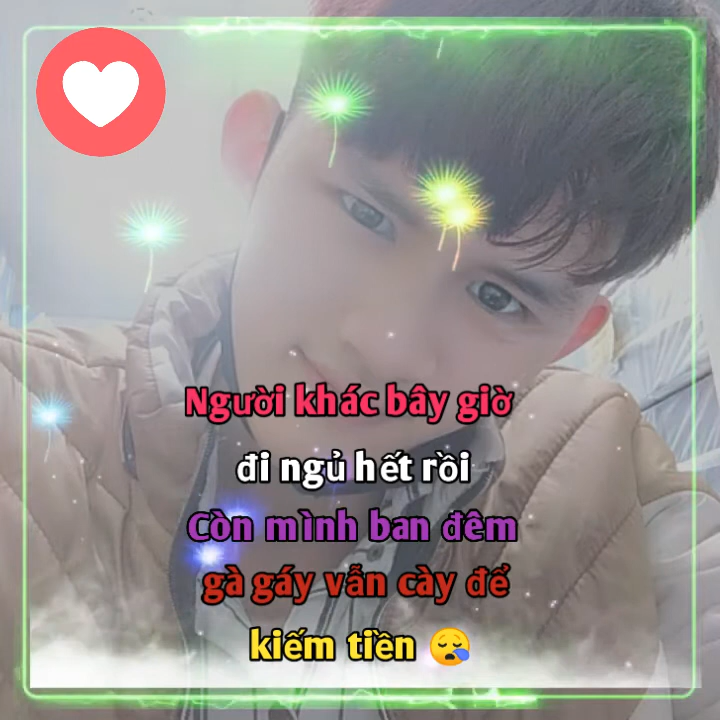 Người khác bây giờ
đi ngủ hết rồi
Còn mình ban đêm
gà gáy vẫn cày để
kiếm tiền 😪